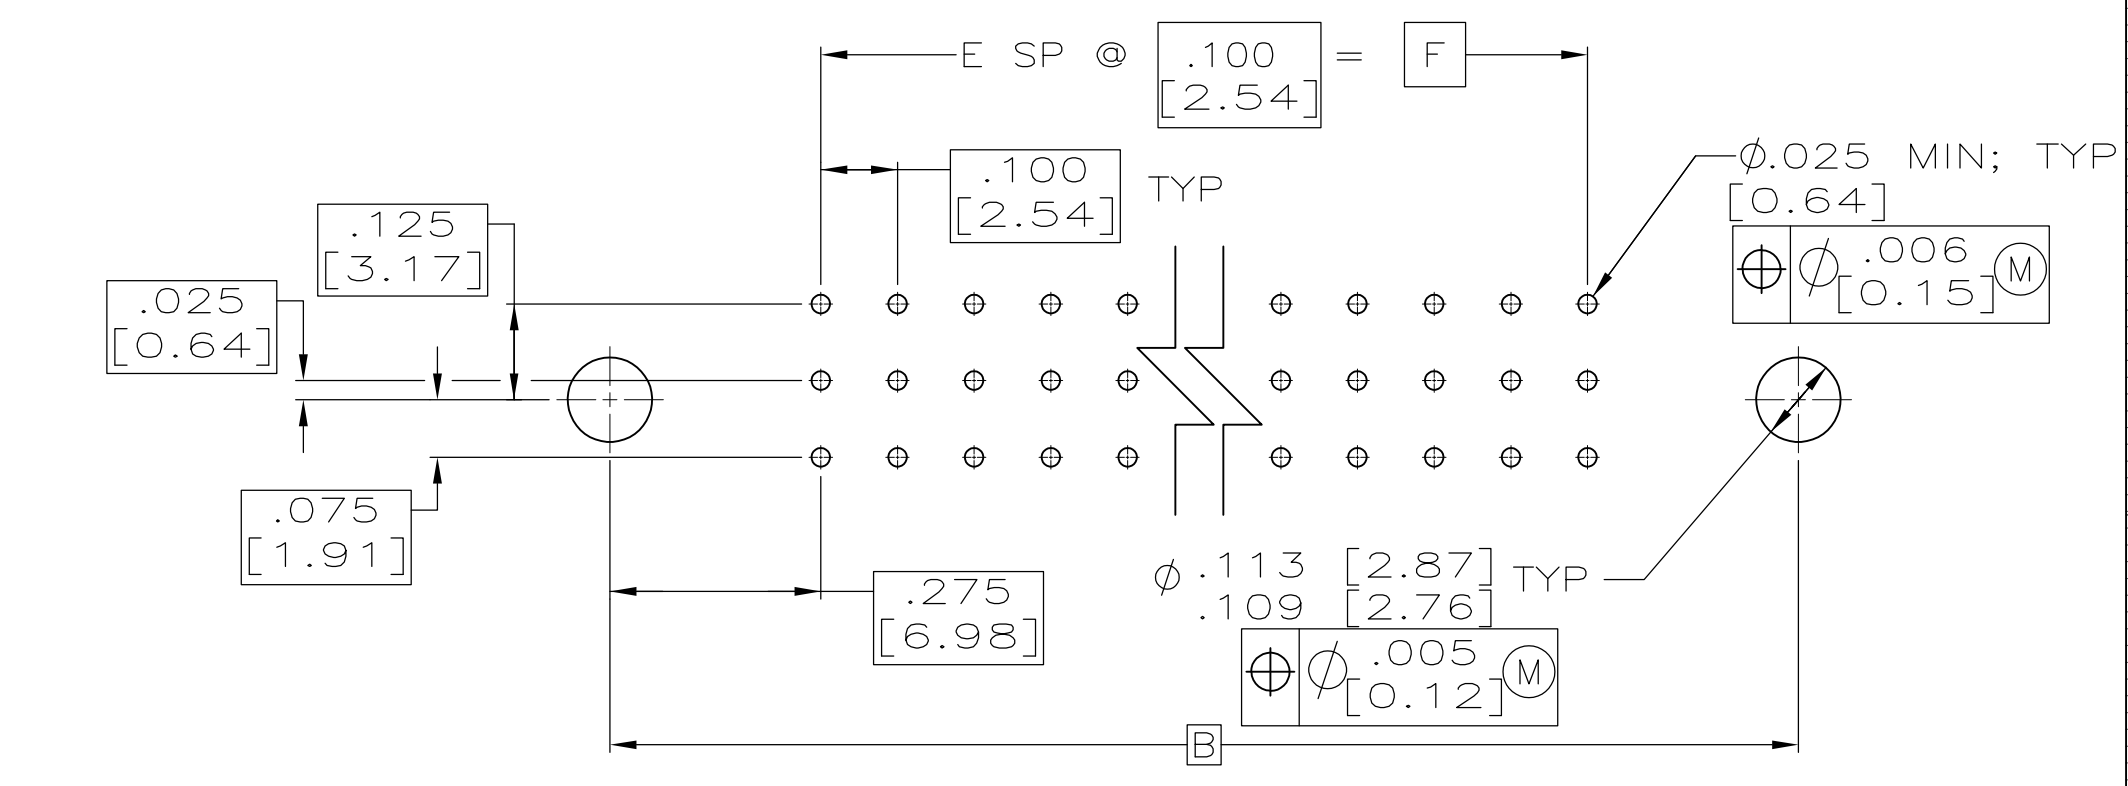 E SP @ .100 = F
[2.54]
.100 TYP
[2.54]
⌀.025 MIN; TYP
[0.64]
⌖ ⌀ .006 Ⓜ
[0.15]
.125
[3.17]
.025
[0.64]
.075
[1.91]
.275
[6.98]
⌀ .113 [2.87] TYP
.109 [2.76]
⌖ ⌀ .005 Ⓜ
[0.12]
B